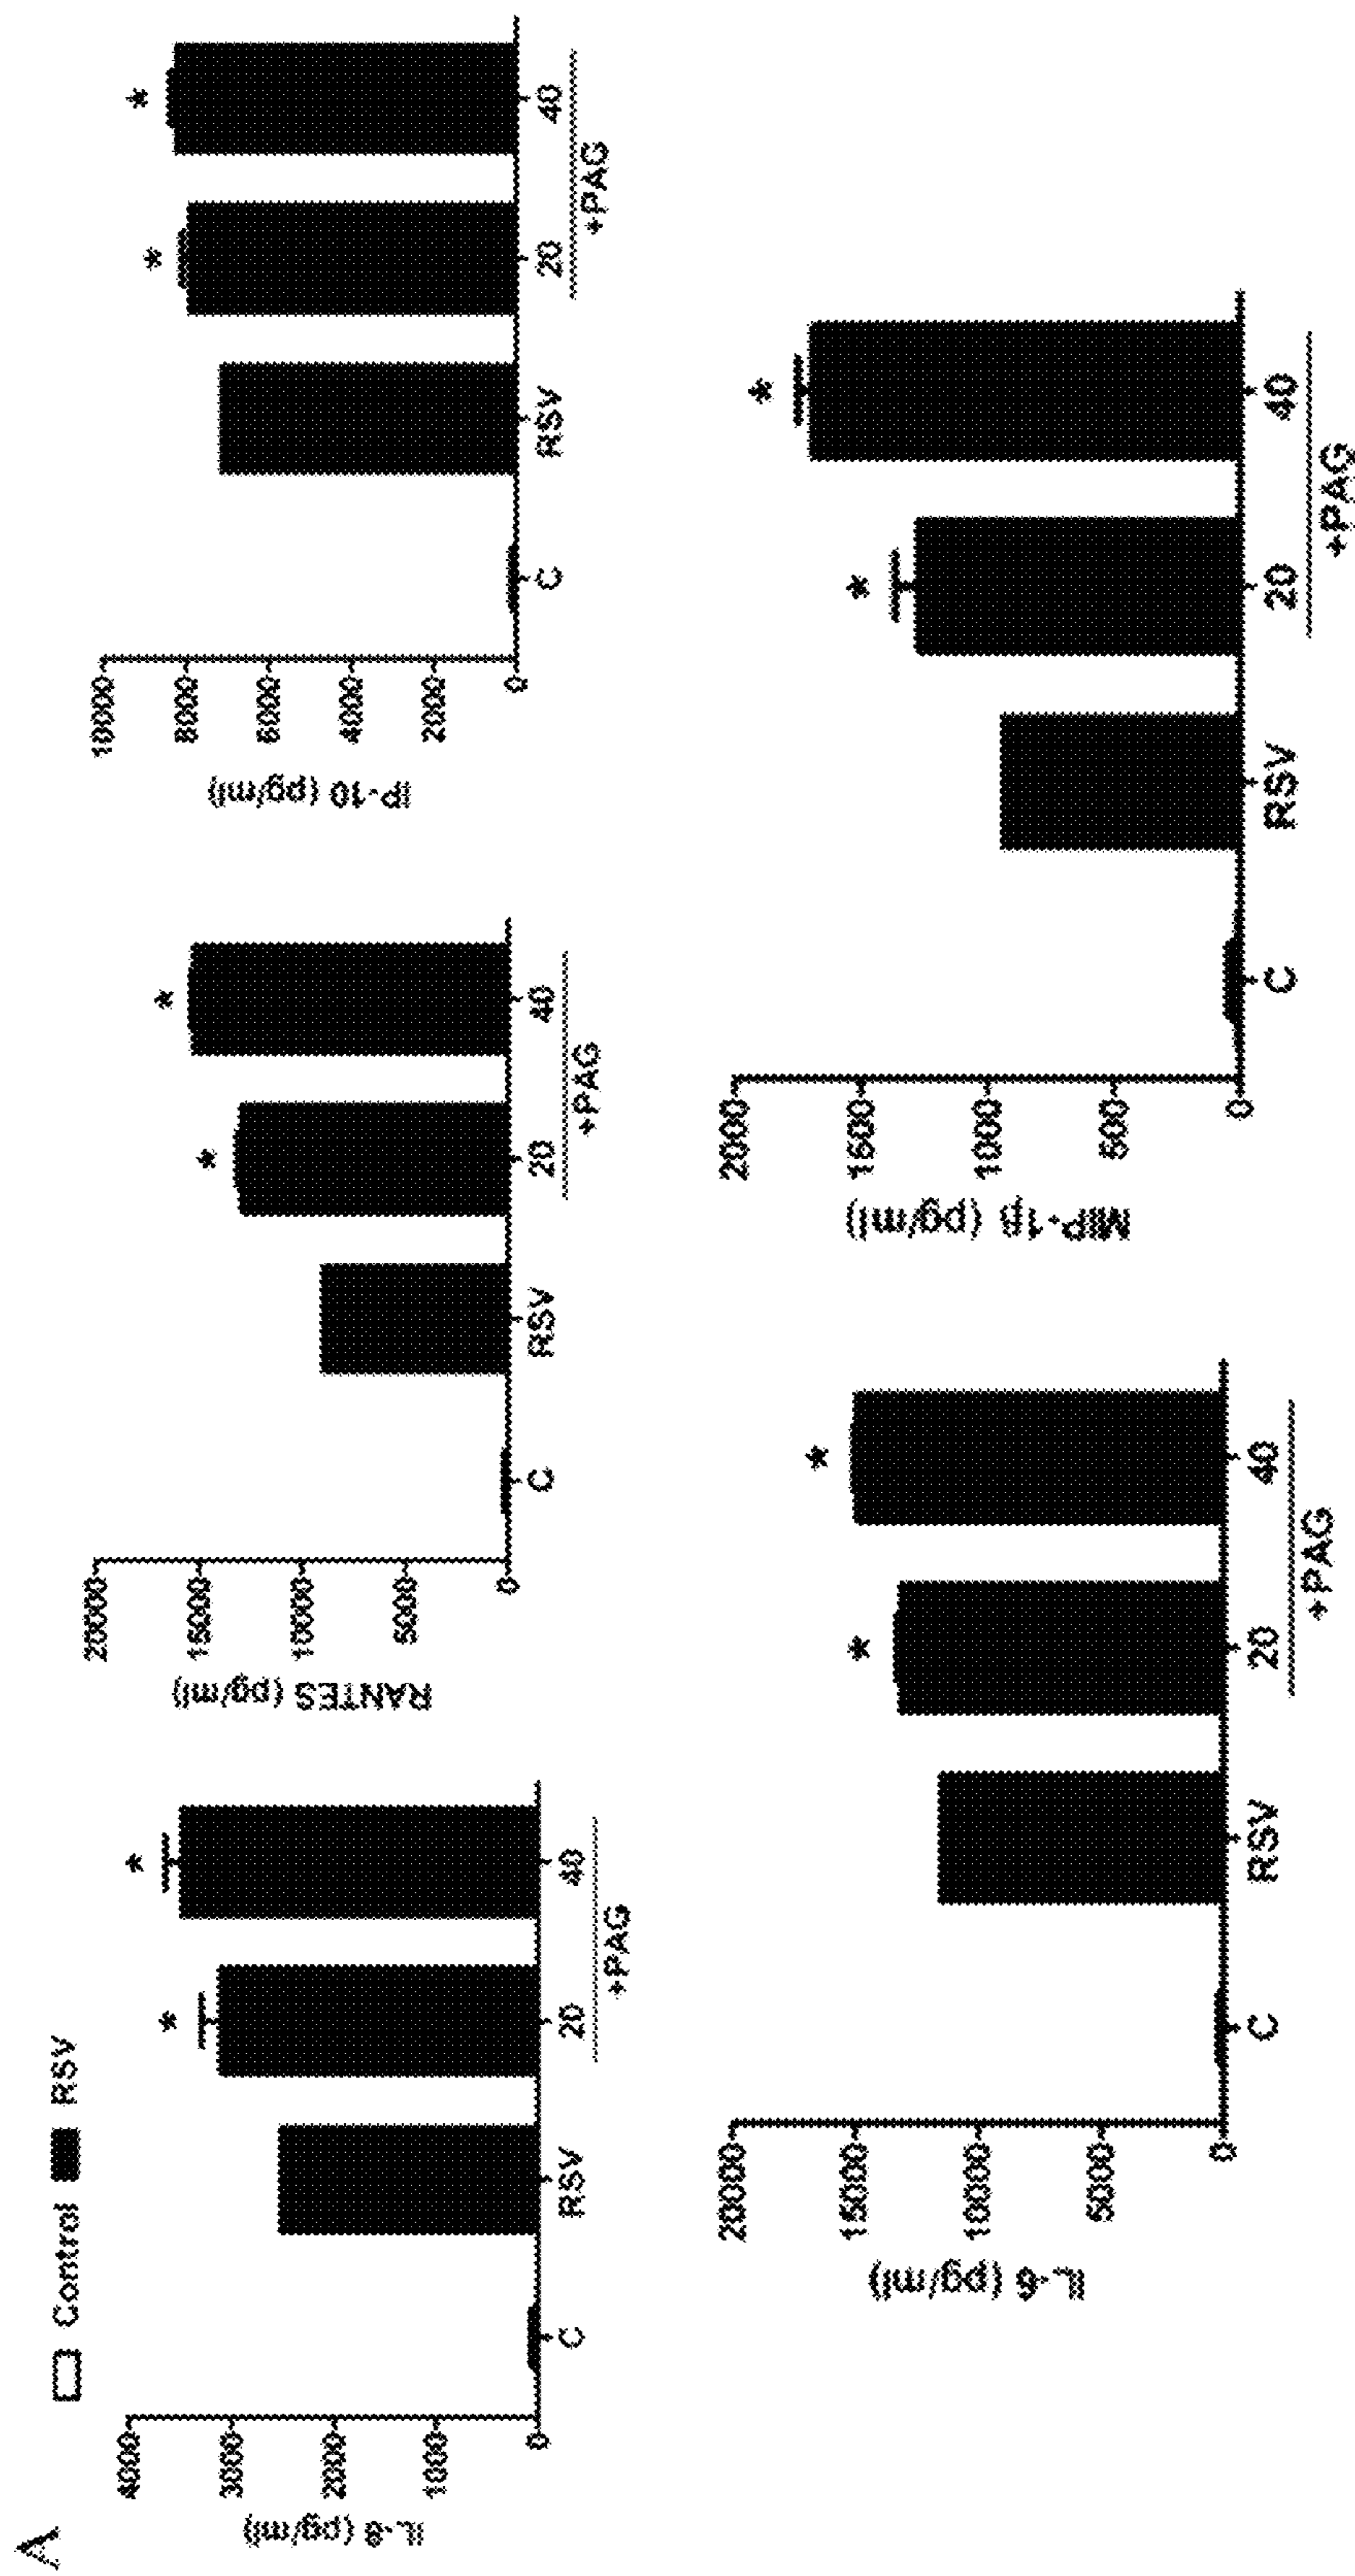 A
Control RSV
IL-8 (pg/ml)
4000
3000
2000
1000
0
C RSV 20 40
+PAG
RANTES (pg/ml)
20000
15000
10000
5000
0
C RSV 20 40
+PAG
IP-10 (pg/ml)
10000
8000
6000
4000
2000
0
C RSV 20 40
+PAG
IL-6 (pg/ml)
20000
15000
10000
5000
0
C RSV 20 40
+PAG
MIP-1β (pg/ml)
2000
1500
1000
500
0
C RSV 20 40
+PAG